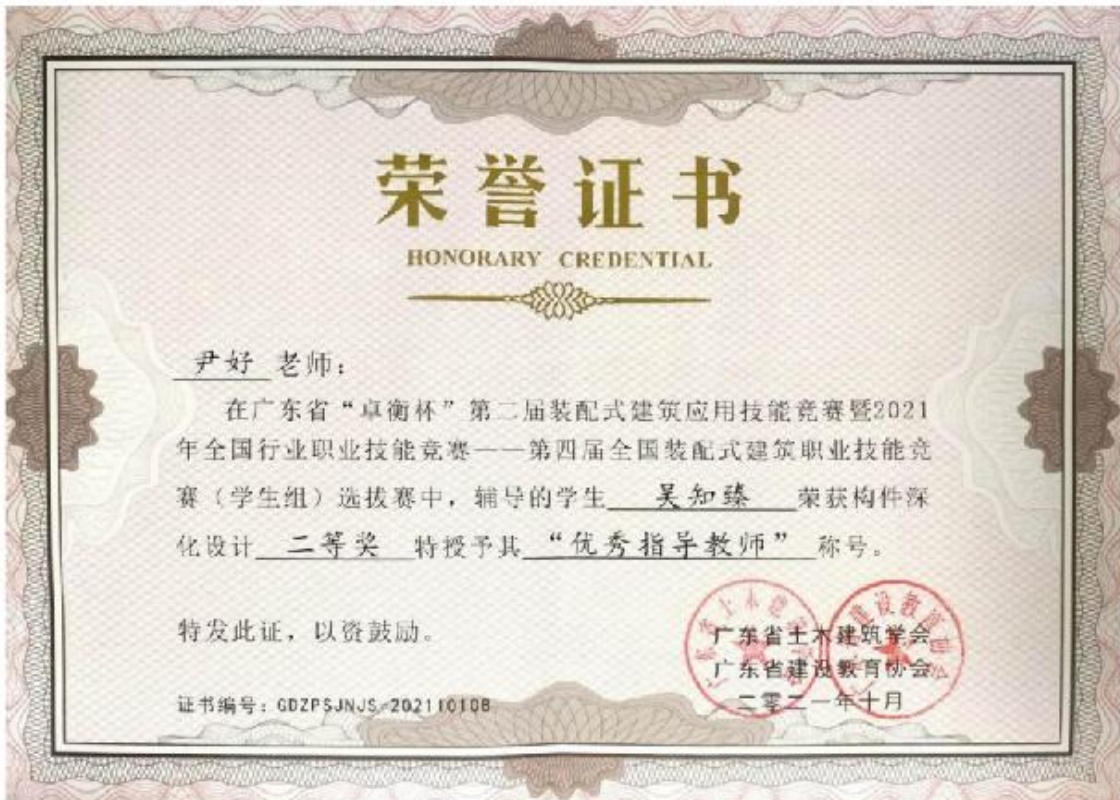 荣誉证书
HONORARY CREDENTIAL
尹好 老师：
在广东省“卓衡杯”第二届装配式建筑应用技能竞赛暨2021
年全国行业职业技能竞赛——第四届全国装配式建筑职业技能竞
赛（学生组）选拔赛中，辅导的学生 吴知臻 荣获构件深
化设计 二等奖 特授予其 “优秀指导教师” 称号。
特发此证，以资鼓励。
广东省土木建筑学会
广东省建设教育协会
二零二一年十月
证书编号：GDZPSJNJS-202110108